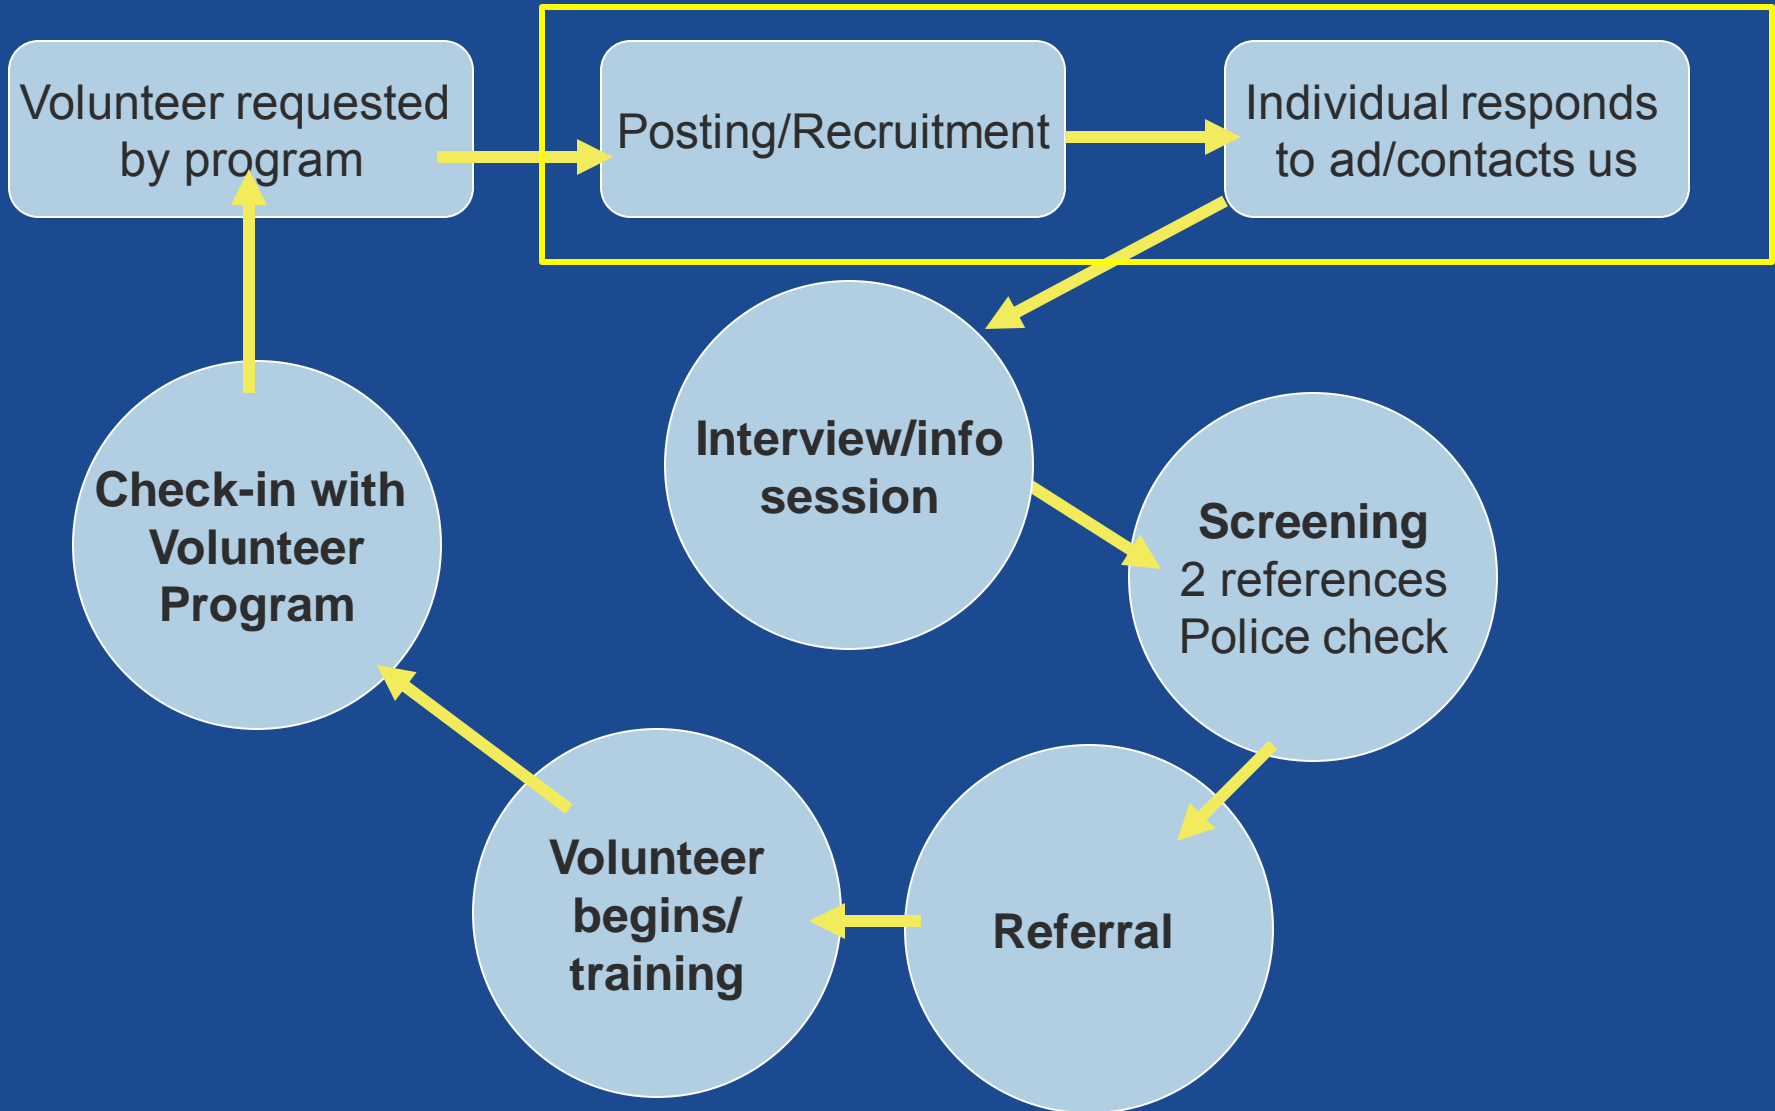 Volunteer requested
by program
Posting/Recruitment
Individual responds
to ad/contacts us
Interview/info
session
Screening
2 references
Police check
Referral
Volunteer
begins/
training
Check-in with
Volunteer
Program